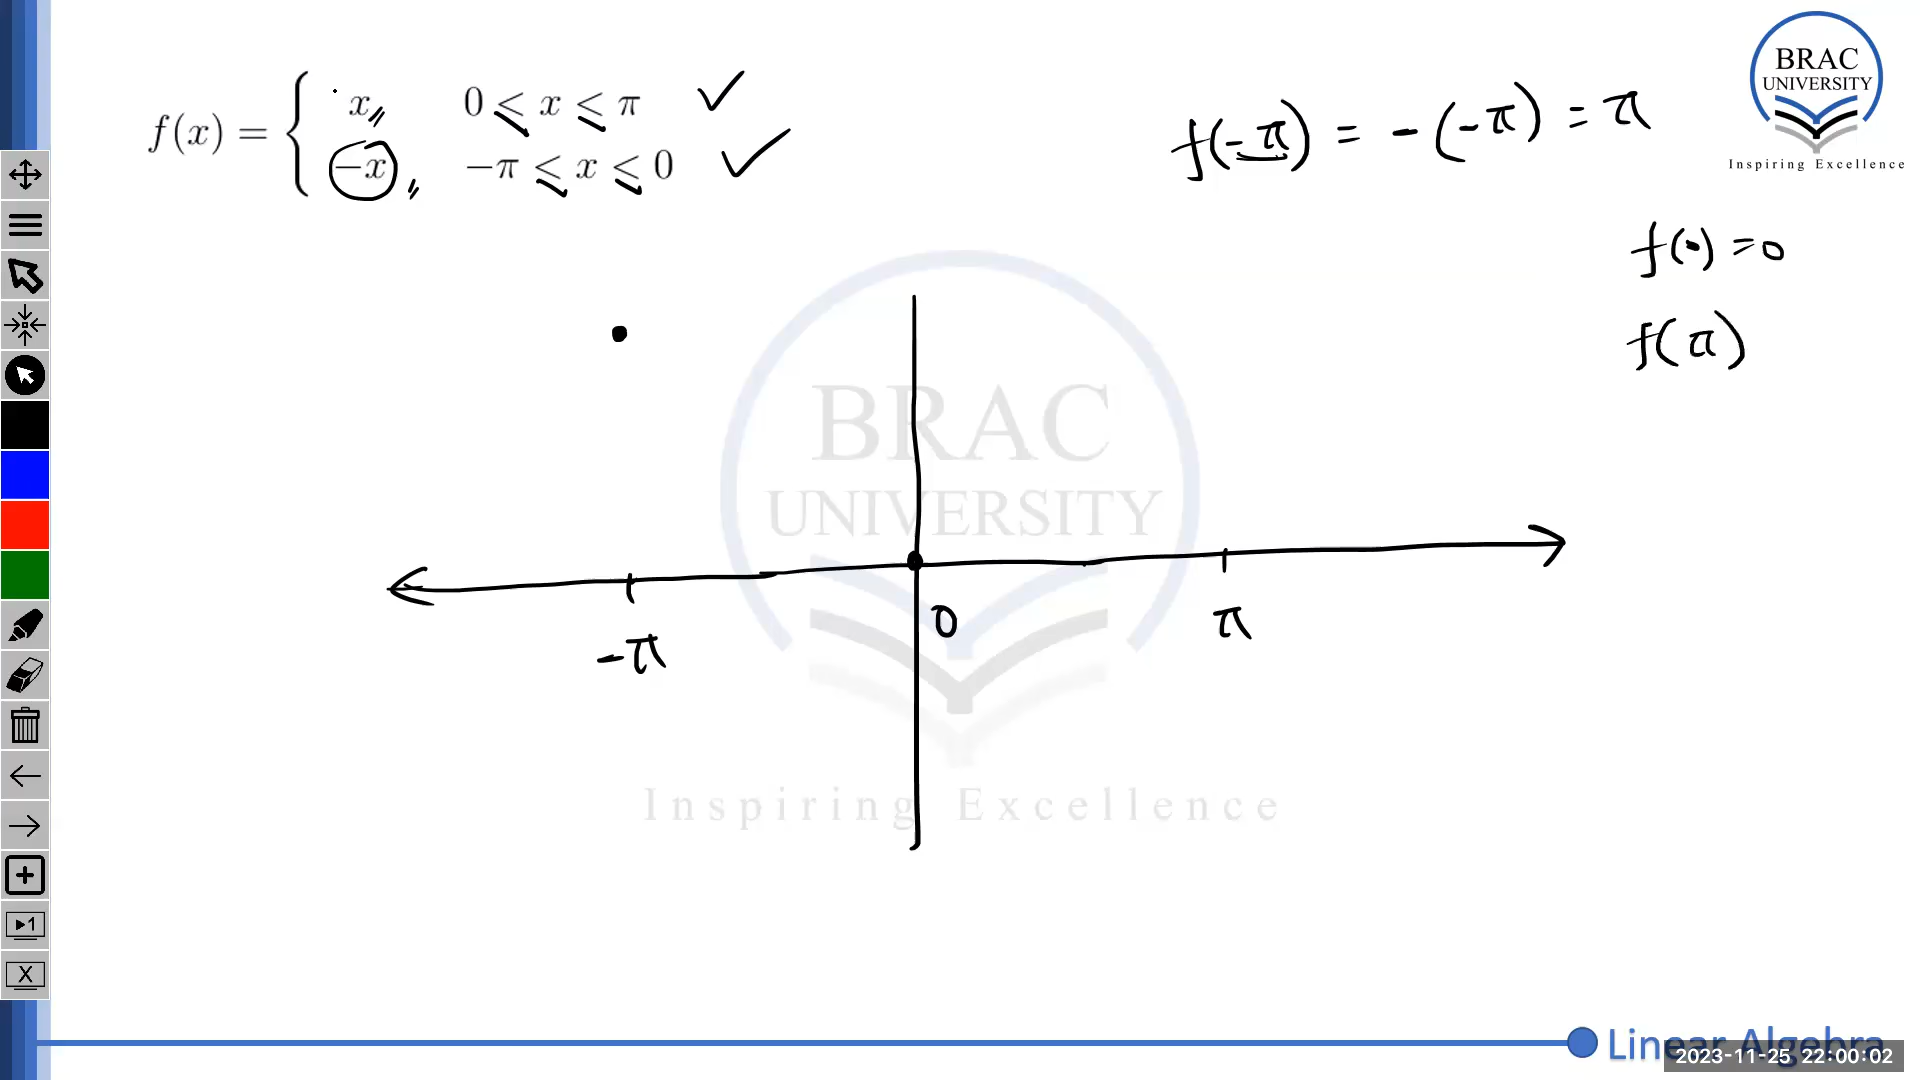 f(x) = { x, 0 ≤ x ≤ π
-x, -π ≤ x ≤ 0
f(-π) = -(-π) = π
BRAC
UNIVERSITY
Inspiring Excellence
f(0) = 0
f(π)
BRAC
UNIVERSITY
0
π
-π
Inspiring Excellence
1
X
Linear Algebra
2023-11-25 22:00:02